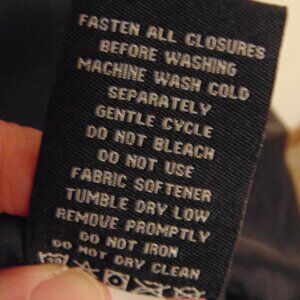 FASTEN ALL CLOSURES
BEFORE WASHING
MACHINE WASH COLD
SEPARATELY
GENTLE CYCLE
DO NOT BLEACH
DO NOT USE
FABRIC SOFTENER
TUMBLE DRY LOW
REMOVE PROMPTLY
DO NOT IRON
DO NOT DRY CLEAN